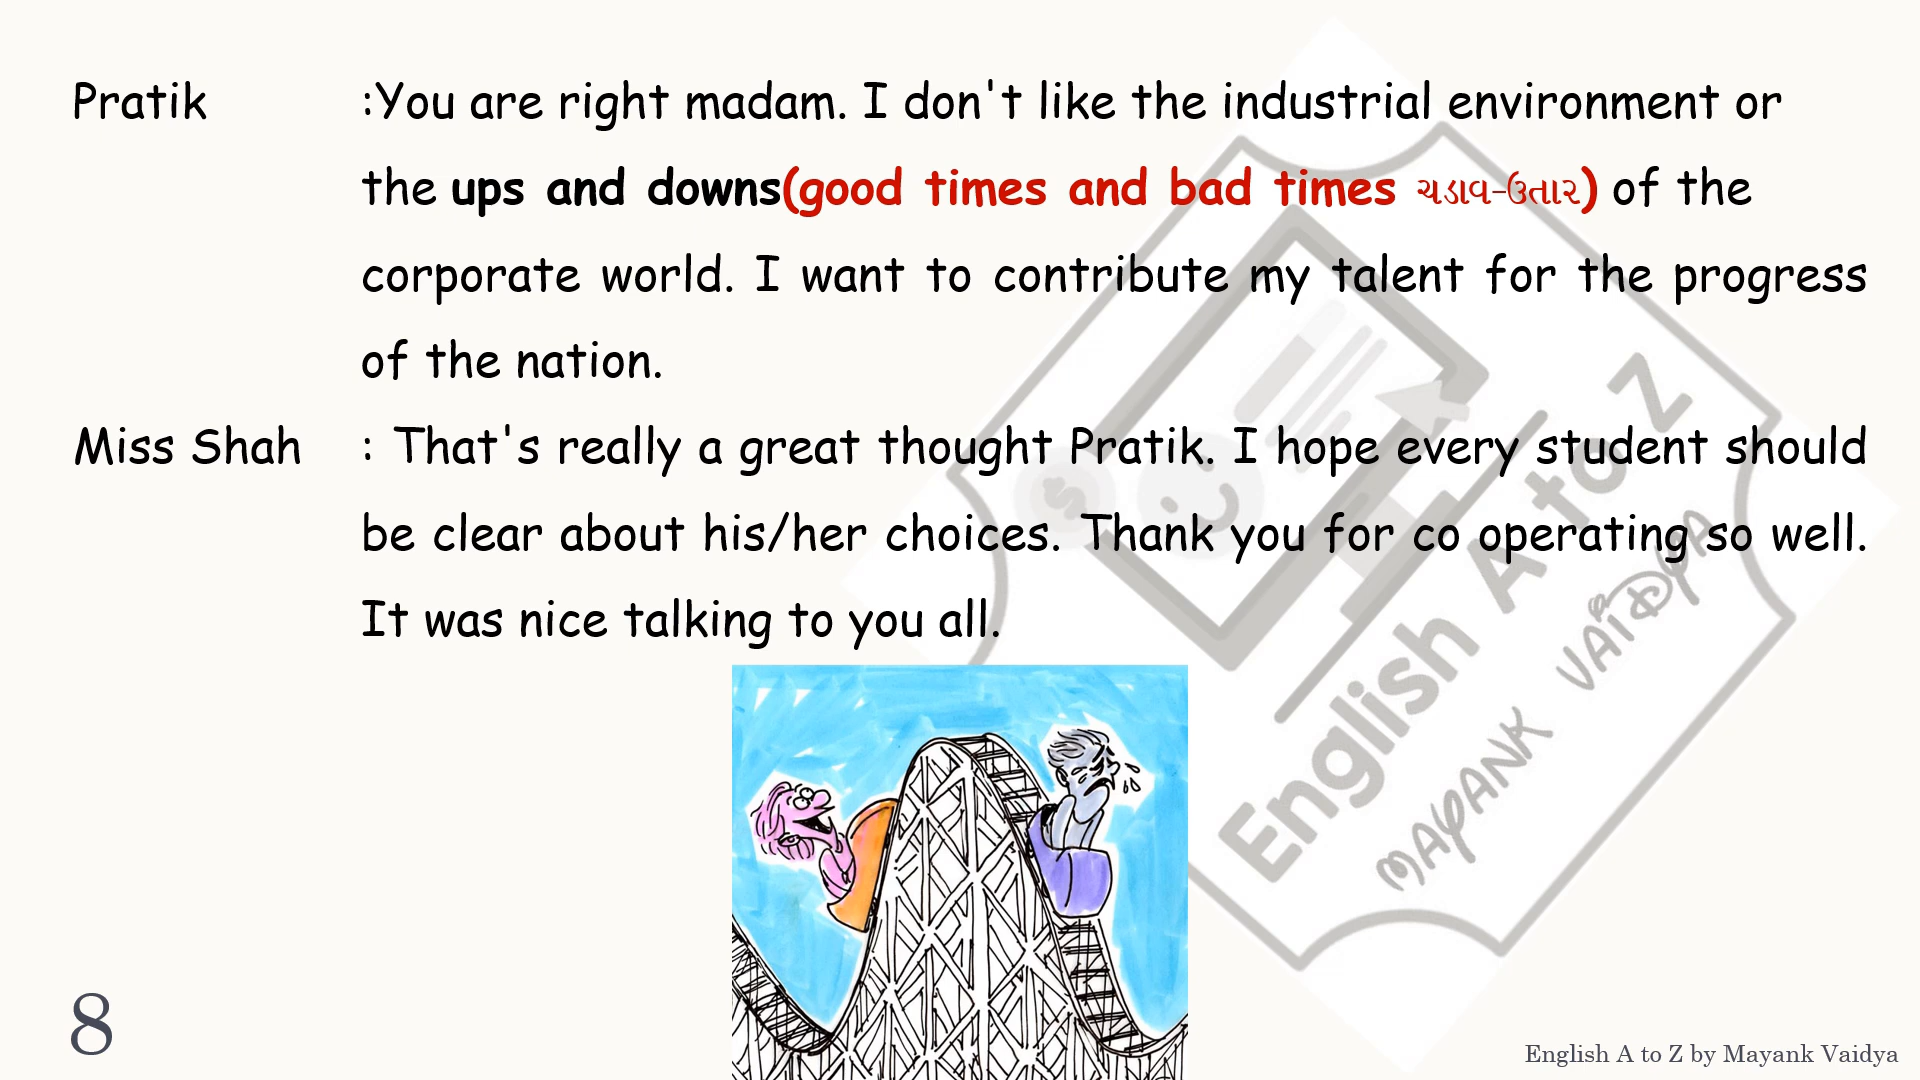 Pratik :You are right madam. I don't like the industrial environment or
the ups and downs(good times and bad times ચડાવ-ઉતાર) of the
corporate world. I want to contribute my talent for the progress
of the nation.
Miss Shah : That's really a great thought Pratik. I hope every student should
be clear about his/her choices. Thank you for co operating so well.
It was nice talking to you all.
English A to Z
MAYANK VAIDYA
8
English A to Z by Mayank Vaidya